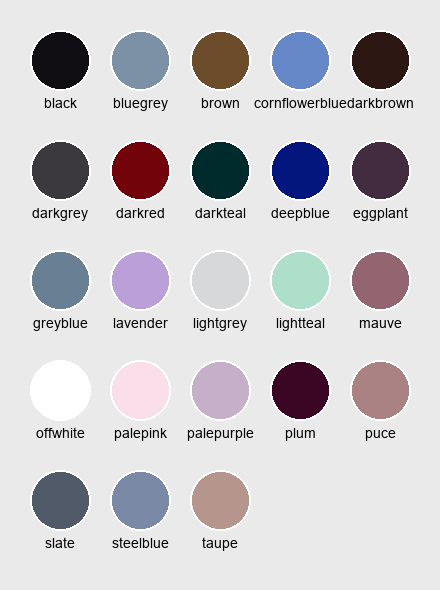 black bluegrey brown cornflowerblue darkbrown
darkgrey darkred darkteal deepblue eggplant
greyblue lavender lightgrey lightteal mauve
offwhite palepink palepurple plum puce
slate steelblue taupe